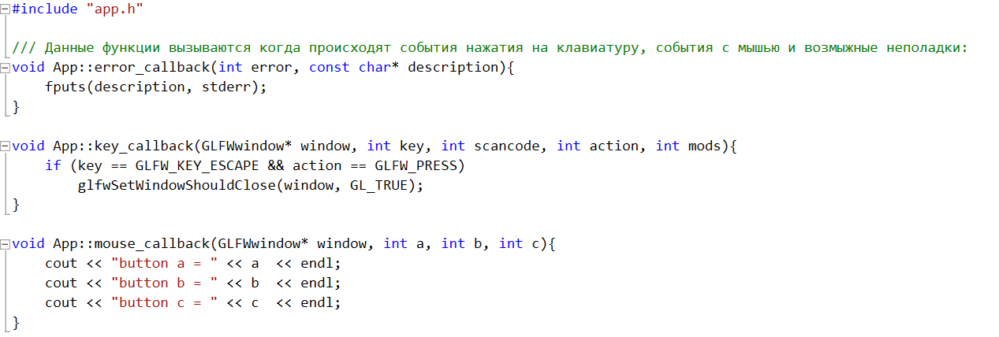 #include "app.h"
/// Данные функции вызываются когда происходят события нажатия на клавиатуру, события с мышью и возмыжные неполадки:
void App::error_callback(int error, const char* description){
    fputs(description, stderr);
}
void App::key_callback(GLFWwindow* window, int key, int scancode, int action, int mods){
    if (key == GLFW_KEY_ESCAPE && action == GLFW_PRESS)
        glfwSetWindowShouldClose(window, GL_TRUE);
}
void App::mouse_callback(GLFWwindow* window, int a, int b, int c){
    cout << "button a = " << a  << endl;
    cout << "button b = " << b  << endl;
    cout << "button c = " << c  << endl;
}